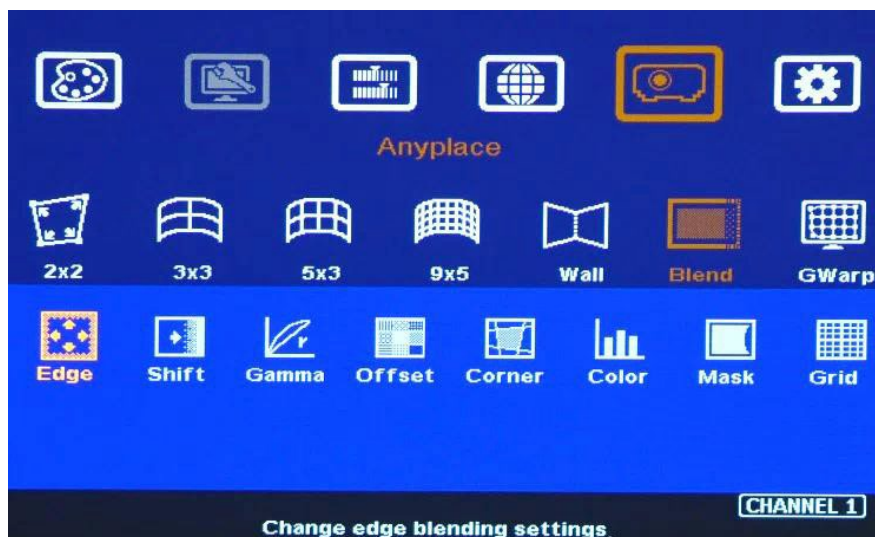 Anyplace
2x2 3x3 5x3 9x5 Wall Blend GWarp
Edge Shift Gamma Offset Corner Color Mask Grid
CHANNEL 1
Change edge blending settings